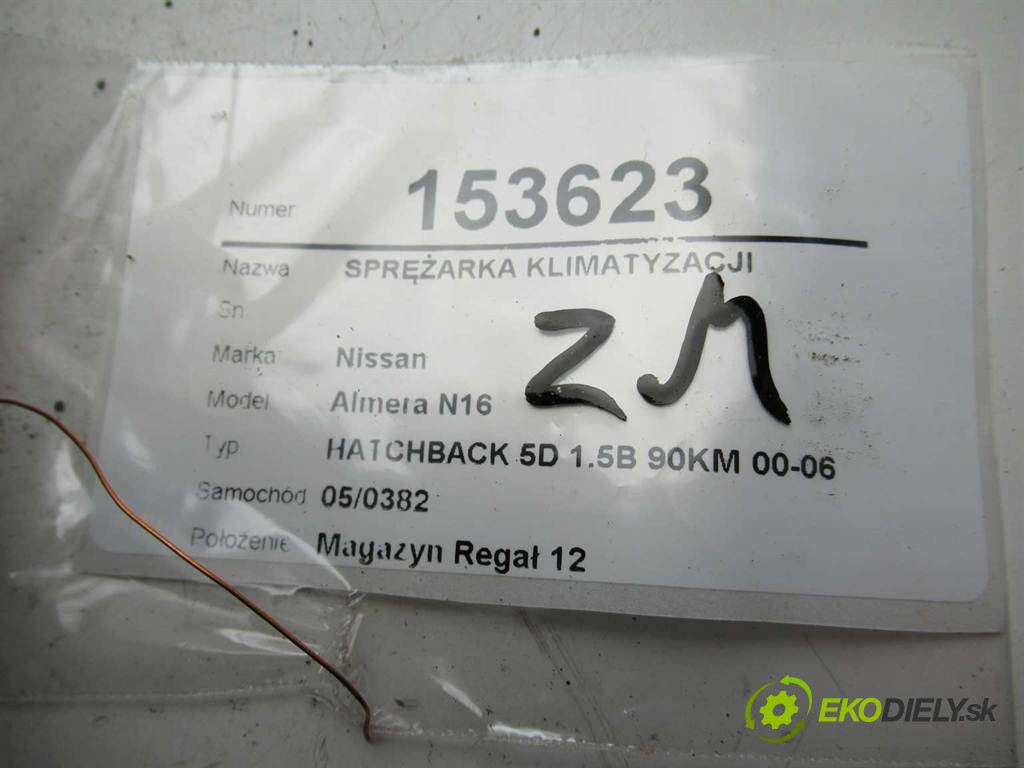 Numer 153623
Nazwa SPRĘŻARKA KLIMATYZACJI
Sn
Marka Nissan
Model Almera N16
Typ HATCHBACK 5D 1.5B 90KM 00-06
Samochód 05/0382
Położenie Magazyn Regał 12
EKODIELY.sk